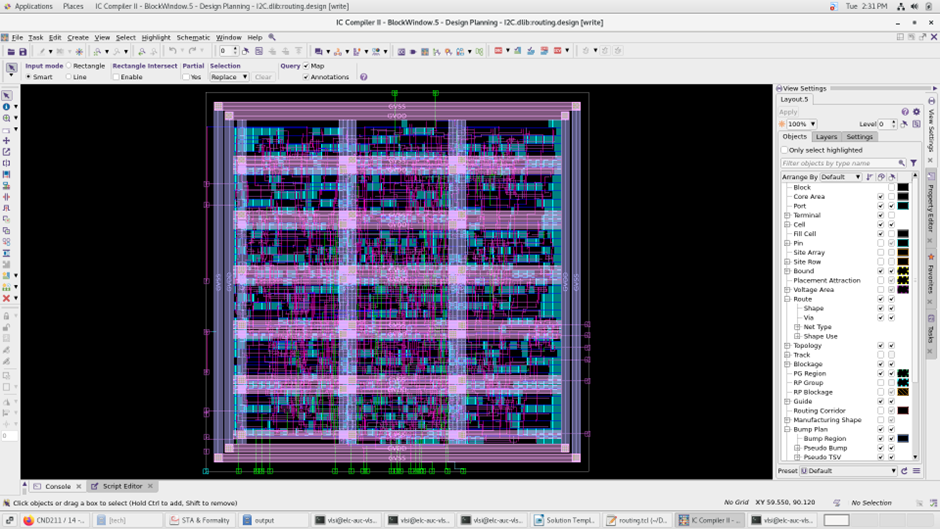 Applications Places IC Compiler II - BlockWindow.5 - Design Planning - I2C.dlib:routing.design [write] Tue 2:31 PM
IC Compiler II - BlockWindow.5 - Design Planning - I2C.dlib:routing.design [write]
File Task Edit Create View Select Highlight Schematic Window Help
0
Input mode Rectangle Rectangle Intersect Partial Selection Query Map
Smart Line Enable Yes Replace Clear Annotations
View Settings
Layout.5
Apply
100% Level 0
Objects Layers Settings
Only select highlighted
Filter objects by type name
Arrange By Default
Block
Core Area
Port
Terminal
Cell
Fill Cell
Pin
Site Array
Site Row
Bound
Placement Attraction
Voltage Area
Route
Shape
Via
Net Type
Shape Use
Topology
Track
Blockage
PG Region
RP Group
RP Blockage
Guide
Routing Corridor
Manufacturing Shape
Bump Plan
Bump Region
Pseudo Bump
Pseudo TSV
Preset Default
View Settings
Property Editor
Favorites
Tasks
0
Console Script Editor
Click objects or drag a box to select (Hold Ctrl to add, Shift to remove) No Grid XY 59.550, 90.120 No Selection
CND211 / 14 -... [tech] STA & Formality output vlsi@elc-auc-vls... vlsi@elc-auc-vls... vlsi@elc-auc-vls... Solution Templ... routing.tcl (~/D... IC Compiler II -... vlsi@elc-auc-vls...